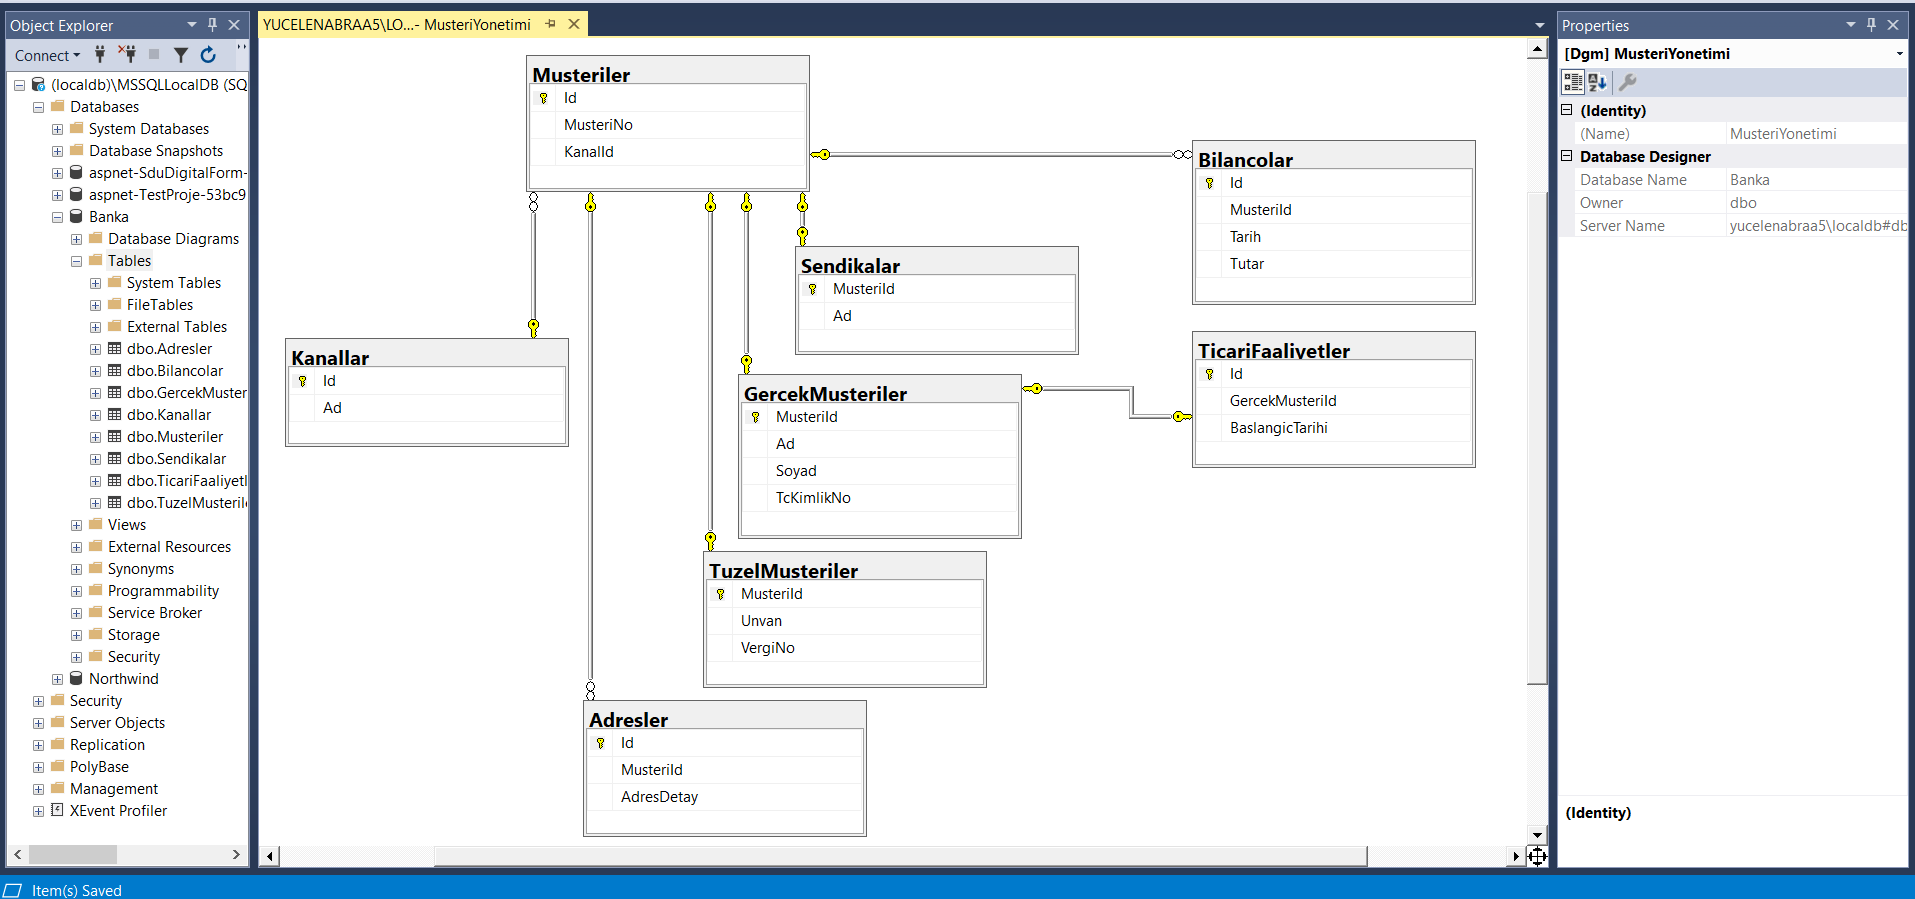 Object Explorer
Connect
(localdb)\MSSQLLocalDB (SQ
Databases
System Databases
Database Snapshots
aspnet-SduDigitalForm-
aspnet-TestProje-53bc9
Banka
Database Diagrams
Tables
System Tables
FileTables
External Tables
dbo.Adresler
dbo.Bilancolar
dbo.GercekMuster
dbo.Kanallar
dbo.Musteriler
dbo.Sendikalar
dbo.TicariFaaliyetl
dbo.TuzelMusteril
Views
External Resources
Synonyms
Programmability
Service Broker
Storage
Security
Northwind
Security
Server Objects
Replication
PolyBase
Management
XEvent Profiler
YUCELENABRAA5\LO...- MusteriYonetimi
Musteriler
Id
MusteriNo
KanalId
Bilancolar
Id
MusteriId
Tarih
Tutar
Sendikalar
MusteriId
Ad
Kanallar
Id
Ad
TicariFaaliyetler
Id
GercekMusteriId
BaslangicTarihi
GercekMusteriler
MusteriId
Ad
Soyad
TcKimlikNo
TuzelMusteriler
MusteriId
Unvan
VergiNo
Adresler
Id
MusteriId
AdresDetay
Properties
[Dgm] MusteriYonetimi
(Identity)
(Name) MusteriYonetimi
Database Designer
Database Name Banka
Owner dbo
Server Name yucelenabraa5\localdb#db
(Identity)
Item(s) Saved